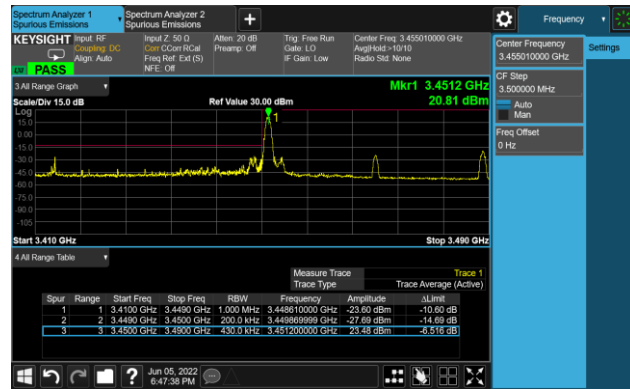 Spectrum Analyzer 1
Spurious Emissions
Spectrum Analyzer 2
Spurious Emissions
+
Frequency
KEYSIGHT
Input: RF
Coupling: DC
Align: Auto
Input Z: 50 Ω
Corr CCorr RCal
Freq Ref: Ext (S)
NFE: Off
Atten: 20 dB
Preamp: Off
Trig: Free Run
Gate: LO
IF Gain: Low
Center Freq: 3.455010000 GHz
Avg|Hold:>10/10
Radio Std: None
PASS
Center Frequency
3.455010000 GHz
Settings
CF Step
3.500000 MHz
Auto
Man
Freq Offset
0 Hz
3 All Range Graph
Mkr1 3.4512 GHz
20.81 dBm
Scale/Div 15.0 dB
Ref Value 30.00 dBm
Log
15.0
0.00
-15.0
-30.0
-45.0
-60.0
-75.0
-90.0
-105
1
Start 3.410 GHz
Stop 3.490 GHz
4 All Range Table
Measure Trace Trace 1
Trace Type Trace Average (Active)
Spur Range Start Freq Stop Freq RBW Frequency Amplitude ΔLimit
1 1 3.4100 GHz 3.4490 GHz 1.000 MHz 3.448610000 GHz -23.60 dBm -10.60 dB
2 2 3.4490 GHz 3.4500 GHz 200.0 kHz 3.449869999 GHz -27.69 dBm -14.69 dB
3 3 3.4500 GHz 3.4900 GHz 430.0 kHz 3.451200000 GHz 23.48 dBm -6.516 dB
?
Jun 05, 2022
6:47:38 PM